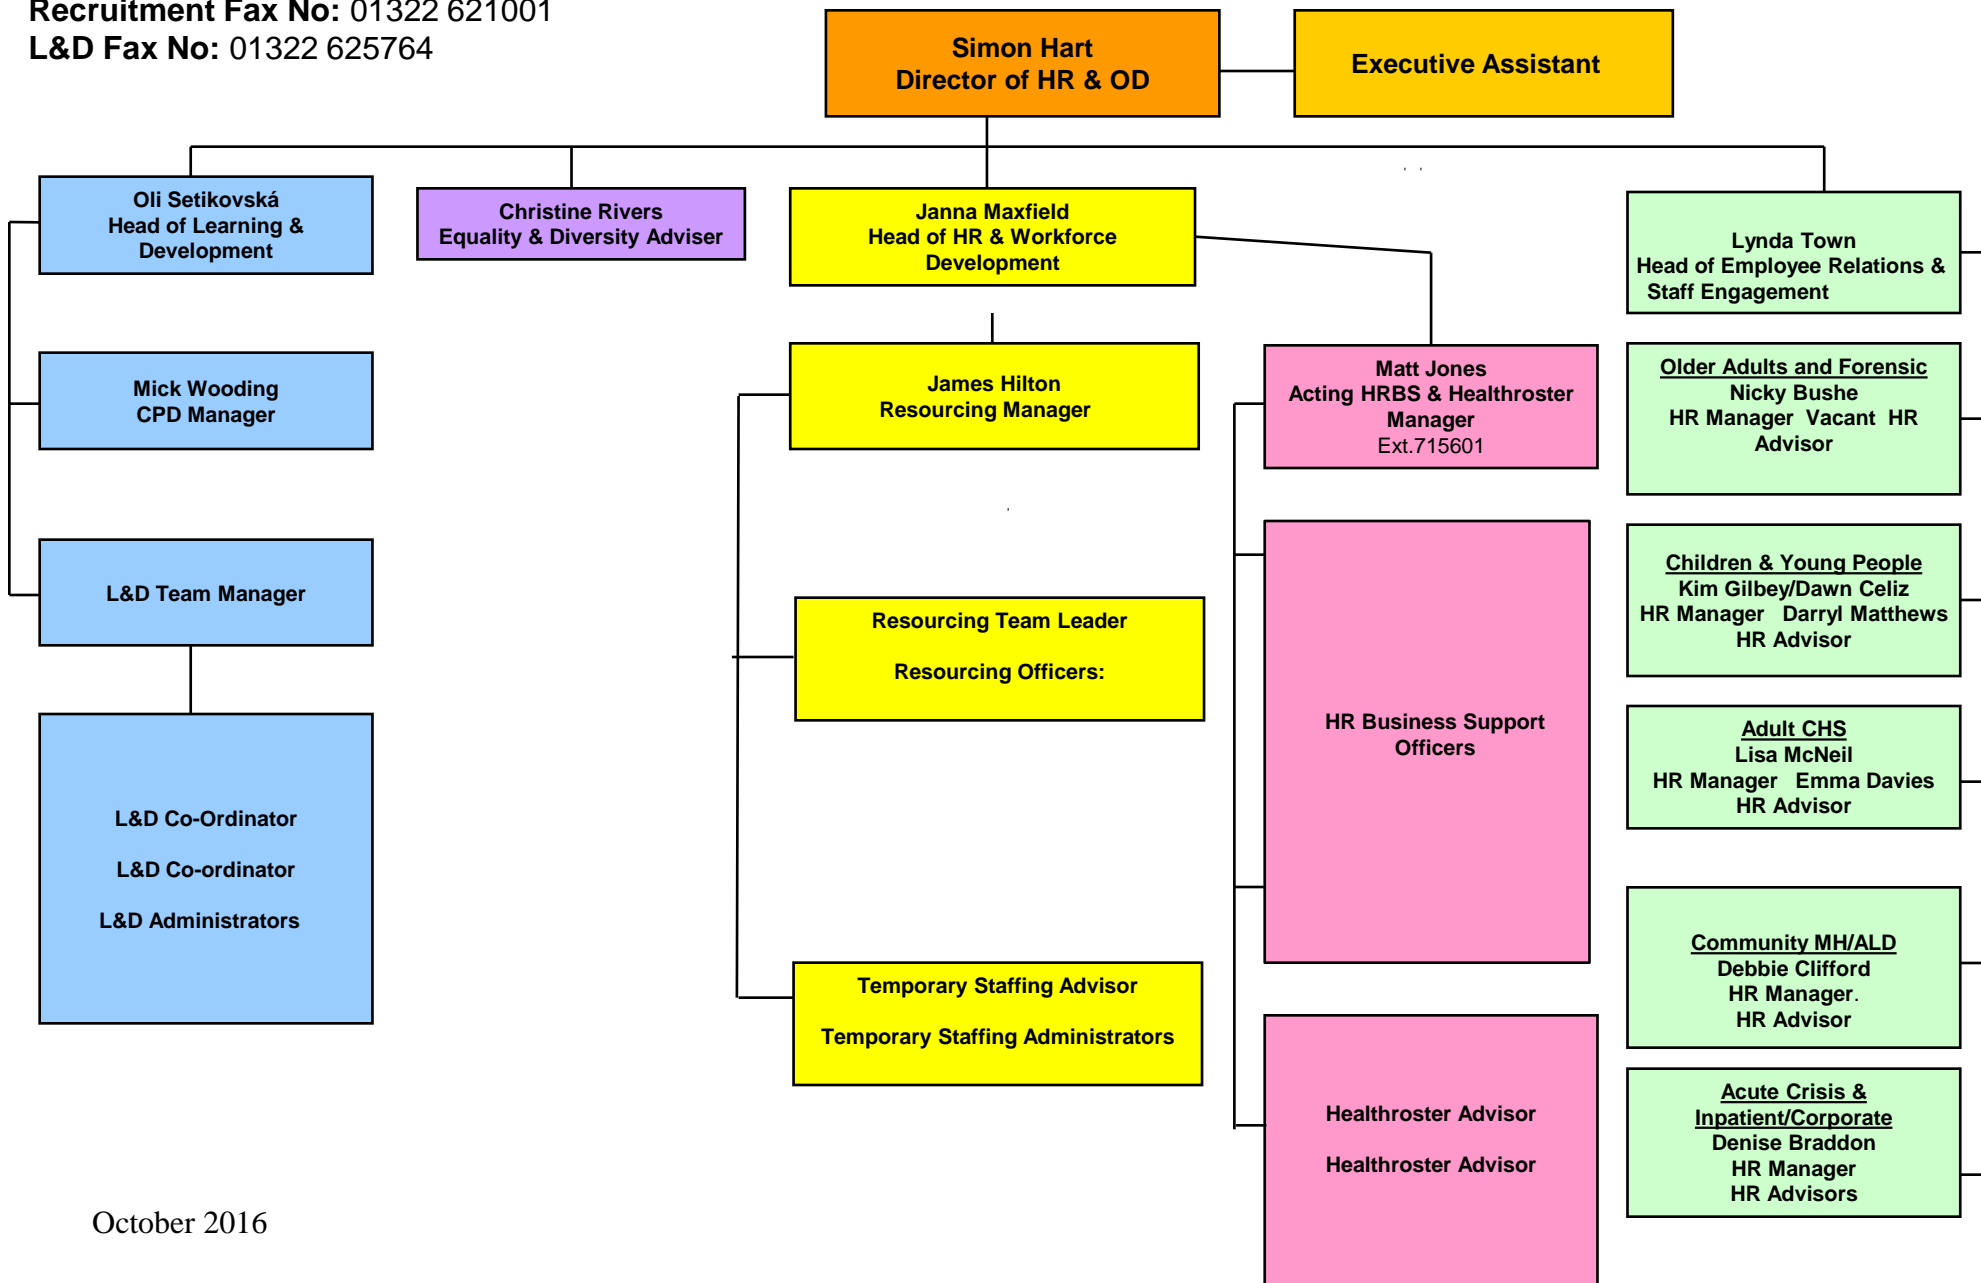 Recruitment Fax No: 01322 621001
L&D Fax No: 01322 625764
Simon Hart
Director of HR & OD
Executive Assistant
Oli Setikovská
Head of Learning &
Development
Christine Rivers
Equality & Diversity Adviser
Janna Maxfield
Head of HR & Workforce
Development
Lynda Town
Head of Employee Relations &
Staff Engagement
Mick Wooding
CPD Manager
James Hilton
Resourcing Manager
Matt Jones
Acting HRBS & Healthroster
Manager
Ext.715601
Older Adults and Forensic
Nicky Bushe
HR Manager Vacant HR
Advisor
L&D Team Manager
Resourcing Team Leader
Resourcing Officers:
HR Business Support
Officers
Children & Young People
Kim Gilbey/Dawn Celiz
HR Manager Darryl Matthews
HR Advisor
Adult CHS
Lisa McNeil
HR Manager Emma Davies
HR Advisor
L&D Co-Ordinator
L&D Co-ordinator
L&D Administrators
Temporary Staffing Advisor
Temporary Staffing Administrators
Community MH/ALD
Debbie Clifford
HR Manager.
HR Advisor
Healthroster Advisor
Healthroster Advisor
Acute Crisis &
Inpatient/Corporate
Denise Braddon
HR Manager
HR Advisors
October 2016